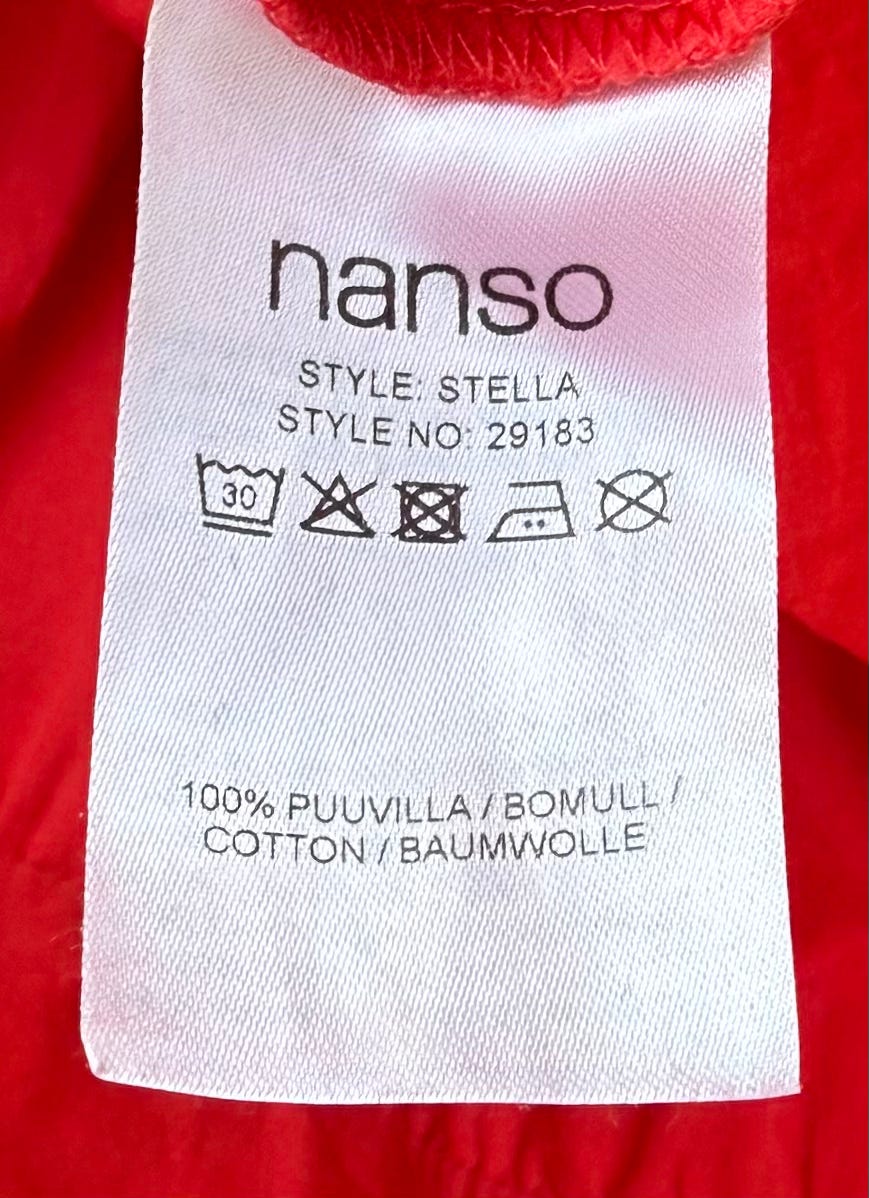 nanso
STYLE: STELLA
STYLE NO: 29183
30
100% PUUVILLA / BOMULL /
COTTON / BAUMWOLLE